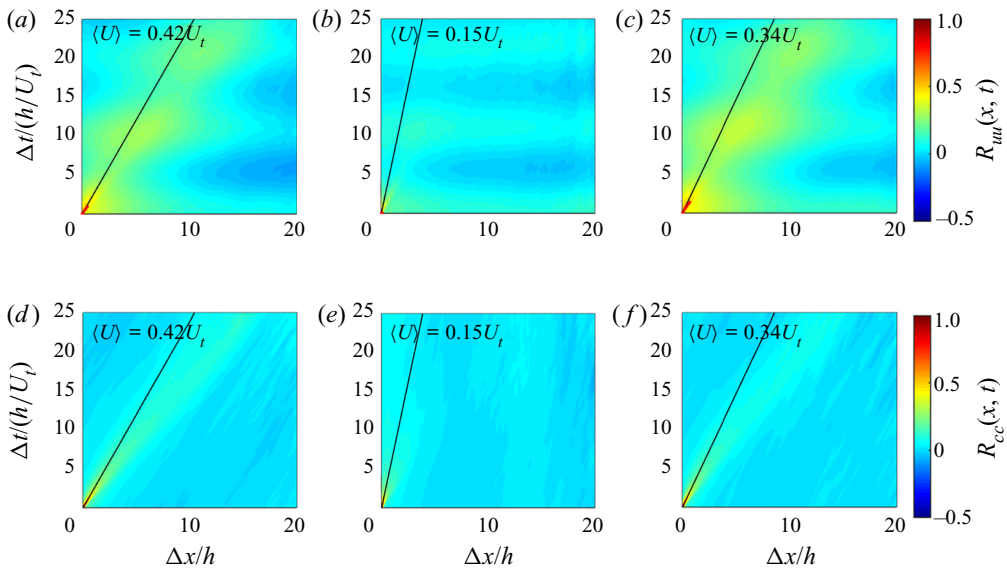 (a) 25 20 15 10 5 0 ⟨U⟩ = 0.42U_t 0 10 20
Δt/(h/U_t)
(b) 25 20 15 10 5 0 ⟨U⟩ = 0.15U_t 0 10 20
(c) 25 20 15 10 5 0 ⟨U⟩ = 0.34U_t 0 10 20
1.0 0.5 0 –0.5
R_uu(x, t)
(d) 25 20 15 10 5 ⟨U⟩ = 0.42U_t 0 10 20
Δt/(h/U_t)
Δx/h
(e) 25 20 15 10 5 ⟨U⟩ = 0.15U_t 0 10 20
Δx/h
(f) 25 20 15 10 5 ⟨U⟩ = 0.34U_t 0 10 20
Δx/h
1.0 0.5 0 –0.5
R_cc(x, t)